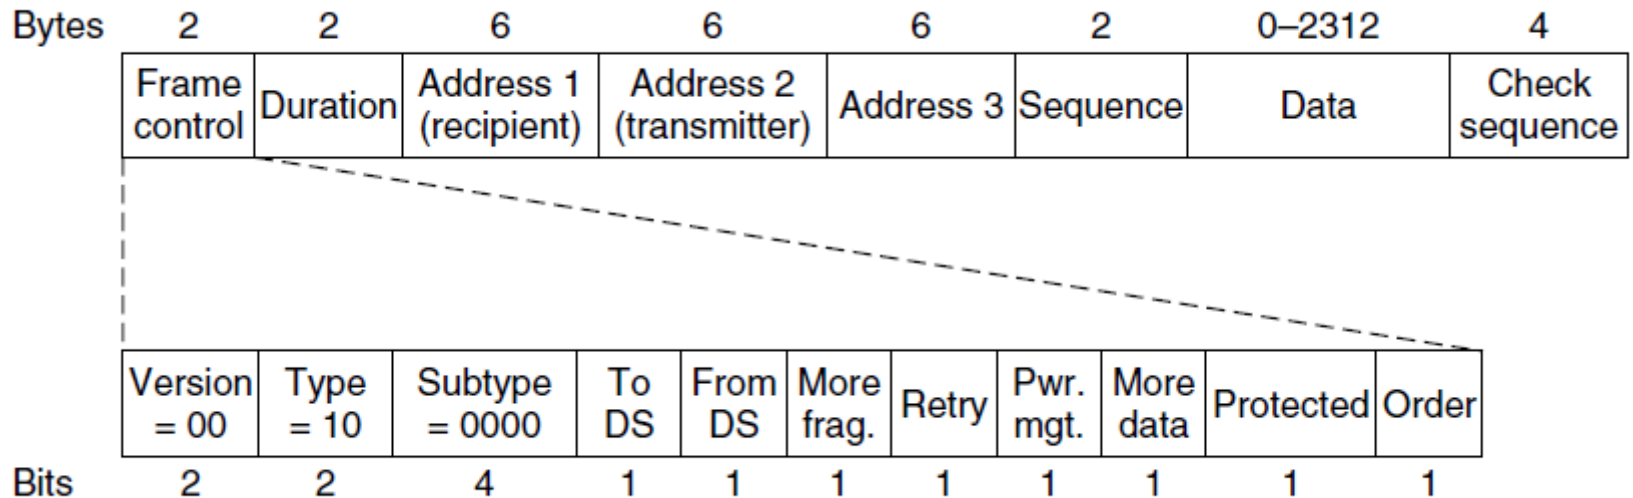 Bytes 2 2 6 6 6 2 0–2312 4
Frame control Duration Address 1 (recipient) Address 2 (transmitter) Address 3 Sequence Data Check sequence
Version = 00 Type = 10 Subtype = 0000 To DS From DS More frag. Retry Pwr. mgt. More data Protected Order
Bits 2 2 4 1 1 1 1 1 1 1 1